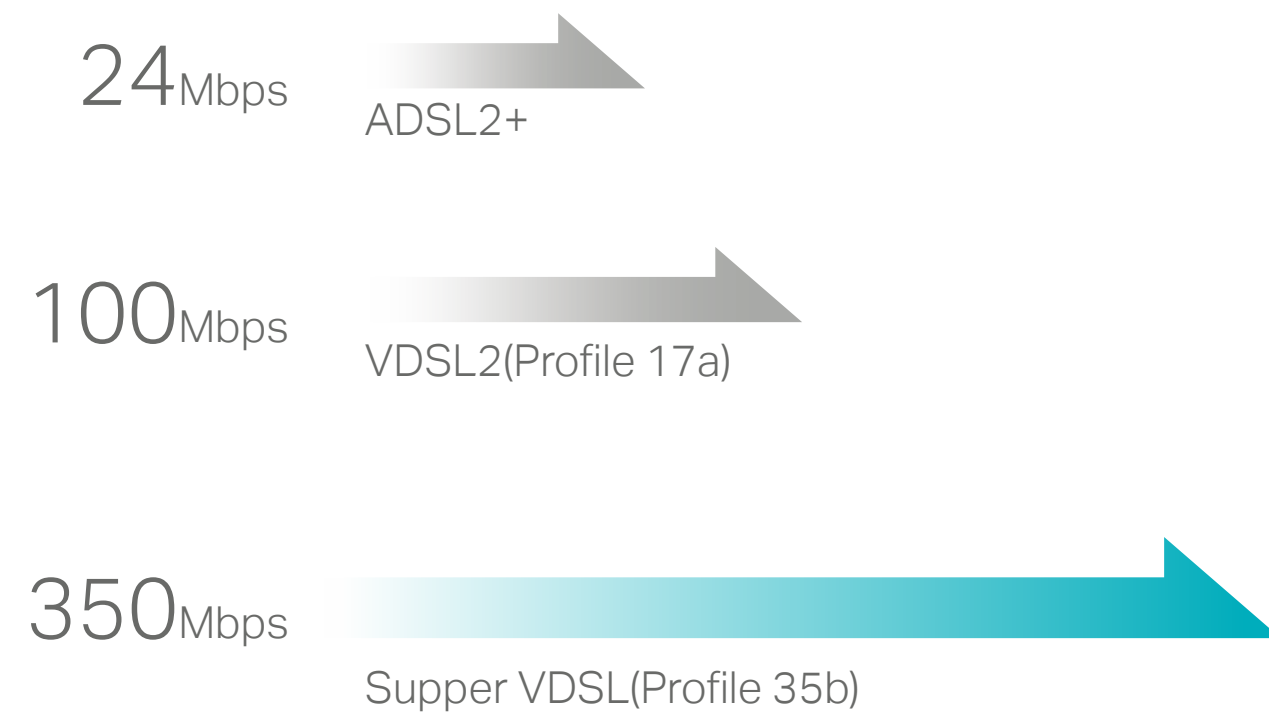 24Mbps
ADSL2+
100Mbps
VDSL2(Profile 17a)
350Mbps
Supper VDSL(Profile 35b)